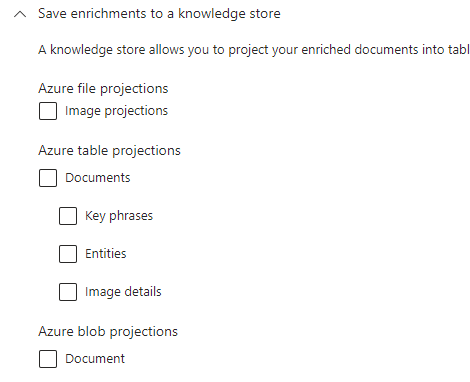 Save enrichments to a knowledge store
A knowledge store allows you to project your enriched documents into tabl
Azure file projections
Image projections
Azure table projections
Documents
Key phrases
Entities
Image details
Azure blob projections
Document